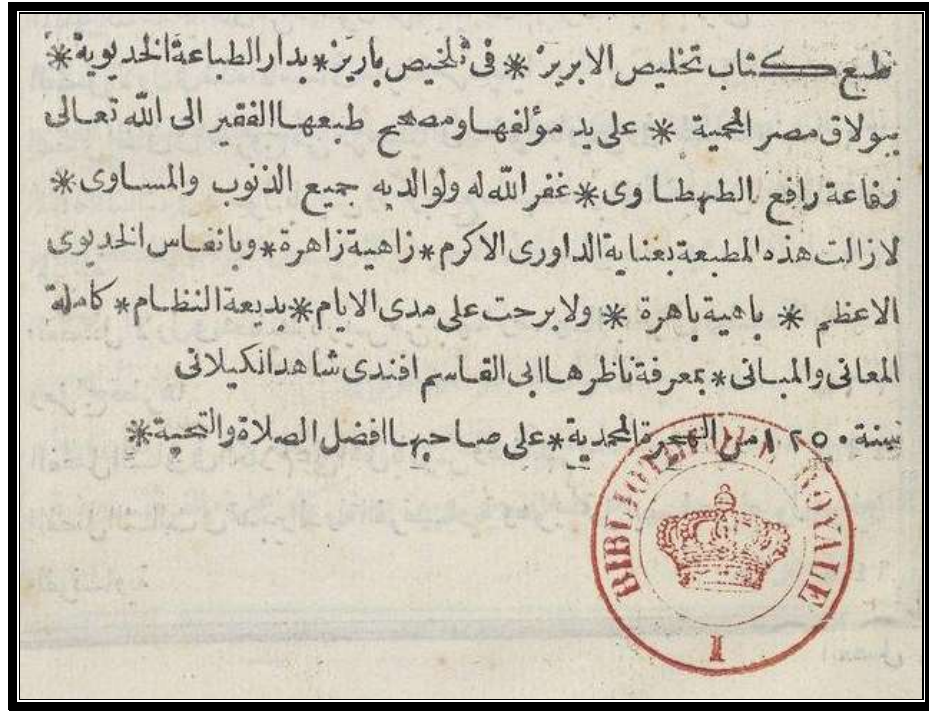 طبع كتاب تخليص الابريز * فى تلخيص باريز * بدار الطباعة الخديوية *
ببولاق مصر المحمية * على يد مؤلفها ومصحح طبعها الفقير الى الله تعالى
رفاعة رافع الطهطاوى * غفر الله له ولوالديه جميع الذنوب والمساوى *
لازالت هذه المطبعة بعناية الداورى الاكرم * زاهية زاهرة * وبانفاس الخديوى
الاعظم * باهية باهرة * ولا برحت على مدى الايام * بديعة النظام * كاملة
المعانى والمبانى * بمعرفة ناظرها ابى القاسم افندى شاهد الكيلانى
سنة ١٢٥٠ من الهجرة المحمدية * على صاحبها افضل الصلاة والتحية *
BIBLIOTHEQUE ROYALE
I